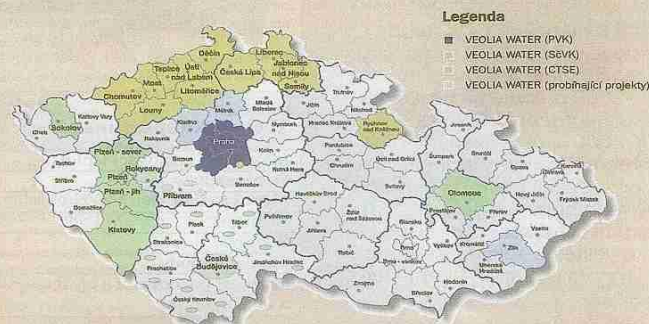 Legenda
VEOLIA WATER (PVK)
VEOLIA WATER (SčVK)
VEOLIA WATER (CTSE)
VEOLIA WATER (probíhající projekty)
Děčín
Liberec
Teplice
Ústí
nad Labem
Česká Lípa
Jablonec
nad Nisou
Most
Litoměřice
Semily
Chomutov
Louny
Mělník
Mladá
Boleslav
Jičín
Trutnov
Náchod
Karlovy Vary
Sokolov
Cheb
Rakovník
Kladno
Praha
Nymburk
Hradec Králové
Rychnov
nad Kněžnou
Jeseník
Plzeň - sever
Rokycany
Beroun
Kolín
Pardubice
Tachov
Plzeň
Kutná Hora
Chrudim
Ústí nad Orlicí
Šumperk
Bruntál
Opava
Karviná
Plzeň - jih
Příbram
Benešov
Svitavy
Olomouc
Nový Jičín
Frýdek Místek
Domažlice
Klatovy
Písek
Tábor
Pelhřimov
Havlíčkův Brod
Žďár
nad Sázavou
Blansko
Prostějov
Přerov
Vsetín
Strakonice
Jihlava
Vyškov
Kroměříž
Zlín
Prachatice
České
Budějovice
Jindřichův Hradec
Třebíč
Brno
Brno - venkov
Uherské
Hradiště
Český Krumlov
Znojmo
Břeclav
Hodonín